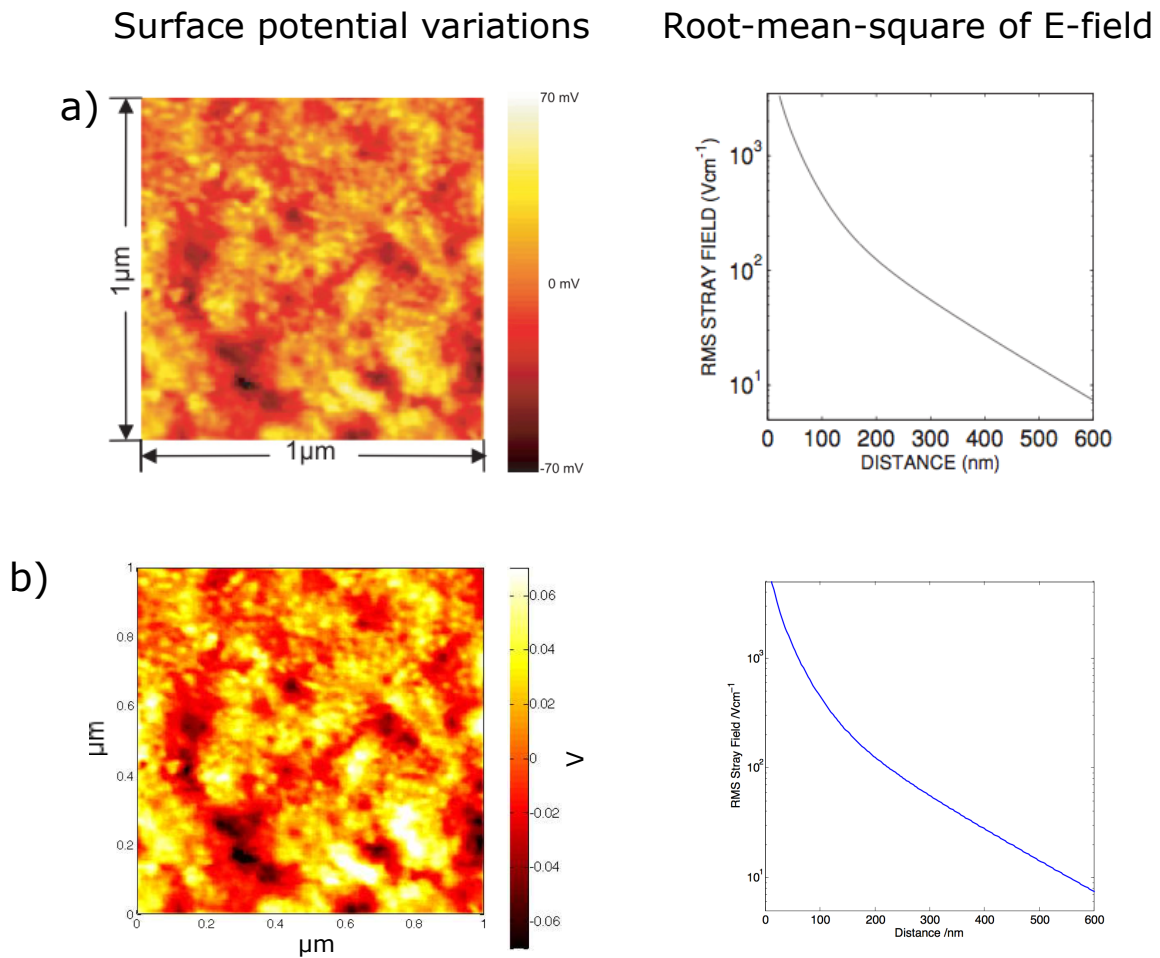 Surface potential variations
Root-mean-square of E-field
a)
1µm
1µm
70 mV
0 mV
-70 mV
RMS STRAY FIELD (Vcm⁻¹)
10³
10²
10¹
0 100 200 300 400 500 600
DISTANCE (nm)
b)
1
0.8
0.6
0.4
0.2
0
µm
0 0.2 0.4 0.6 0.8 1
µm
0.06
0.04
0.02
0
-0.02
-0.04
-0.06
V
RMS Stray Field /Vcm⁻¹
10³
10²
10¹
0 100 200 300 400 500 600
Distance /nm